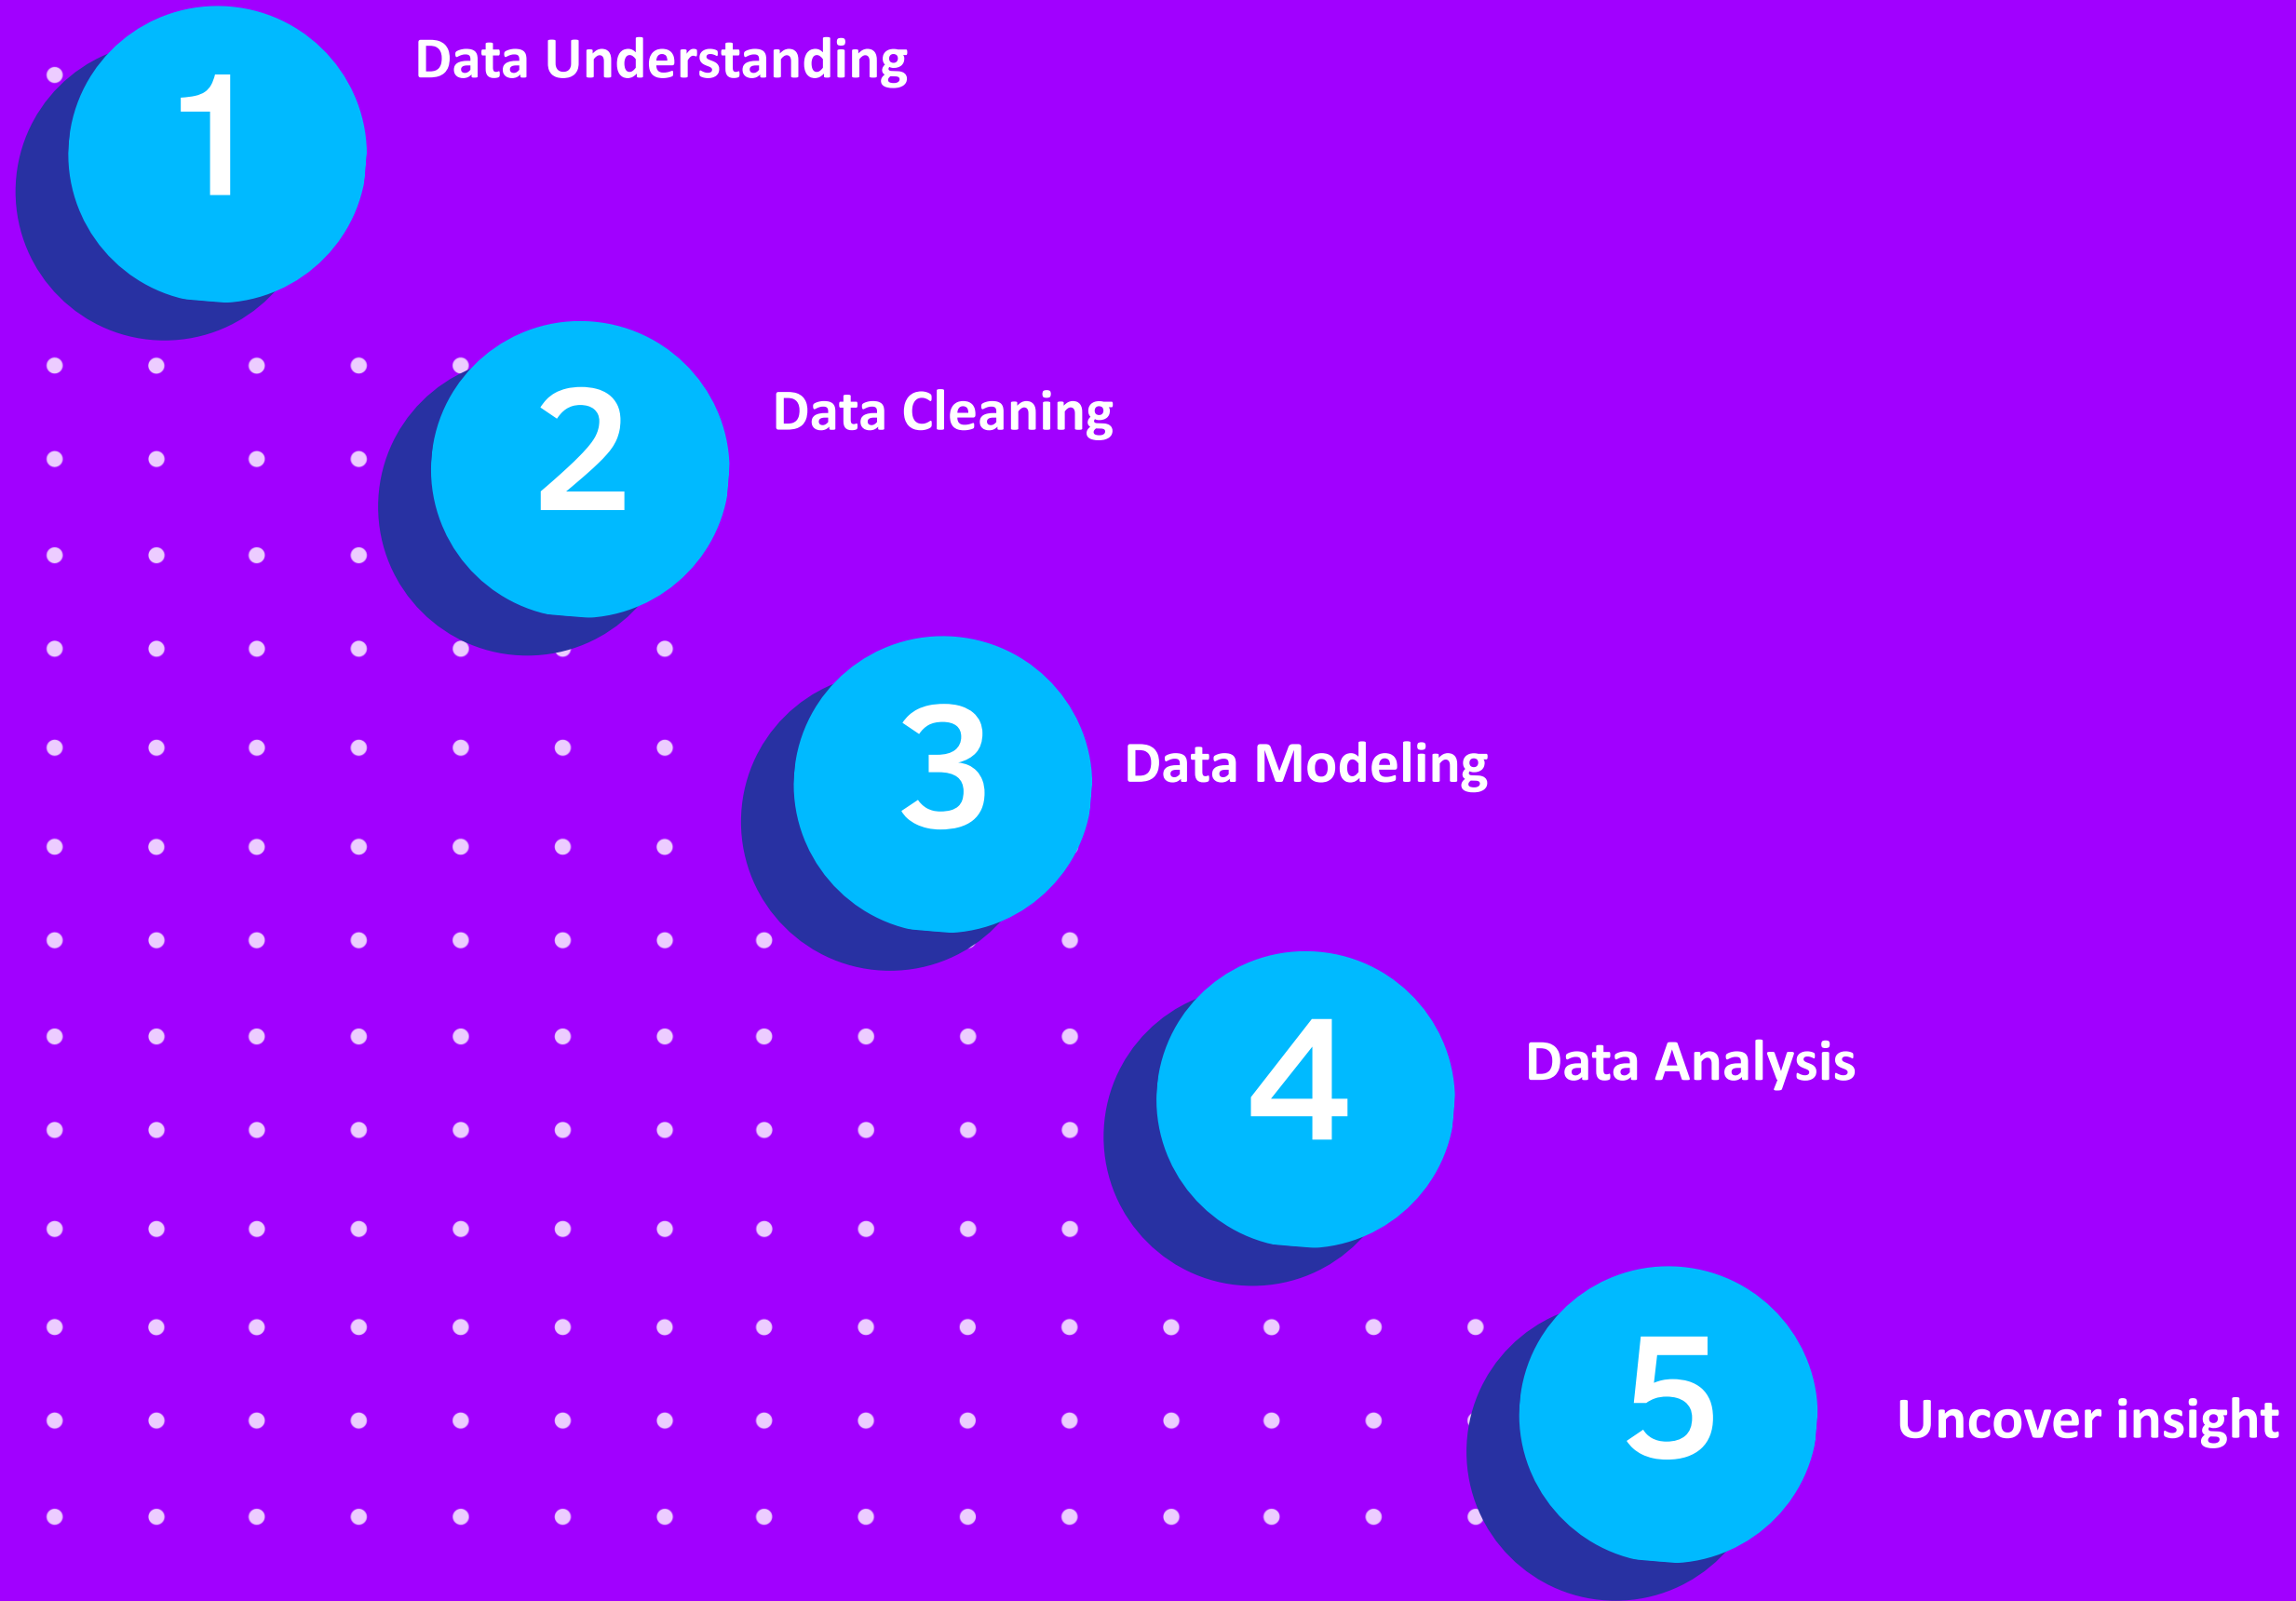 1
Data Understanding
2
Data Cleaning
3
Data Modeling
4
Data Analysis
5
Uncover insight